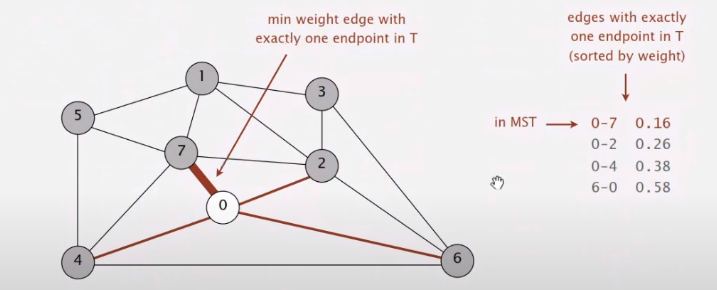 min weight edge with
exactly one endpoint in T
edges with exactly
one endpoint in T
(sorted by weight)
1
3
5
in MST
0-7 0.16
0-2 0.26
0-4 0.38
6-0 0.58
7
2
0
4
6